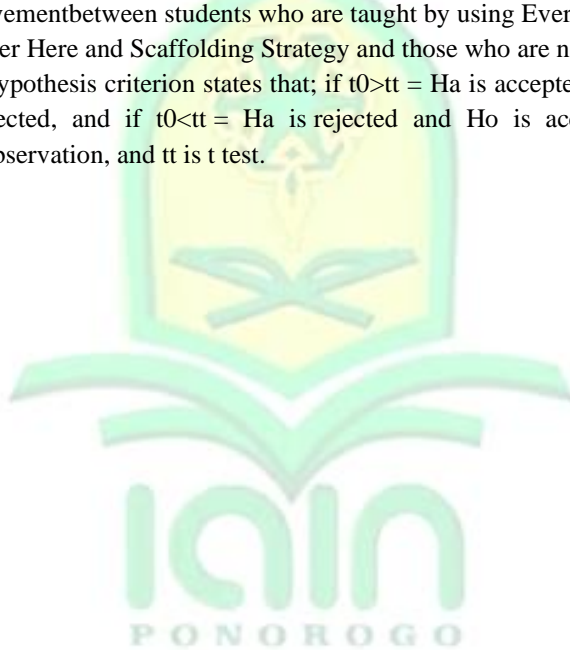 vementbetween students who are taught by using Ever
er Here and Scaffolding Strategy and those who are n
ypothesis criterion states that; if t0>tt = Ha is accepte
ected, and if t0<tt = Ha is rejected and Ho is ac
bservation, and tt is t test.
IAIN
PONOROGO